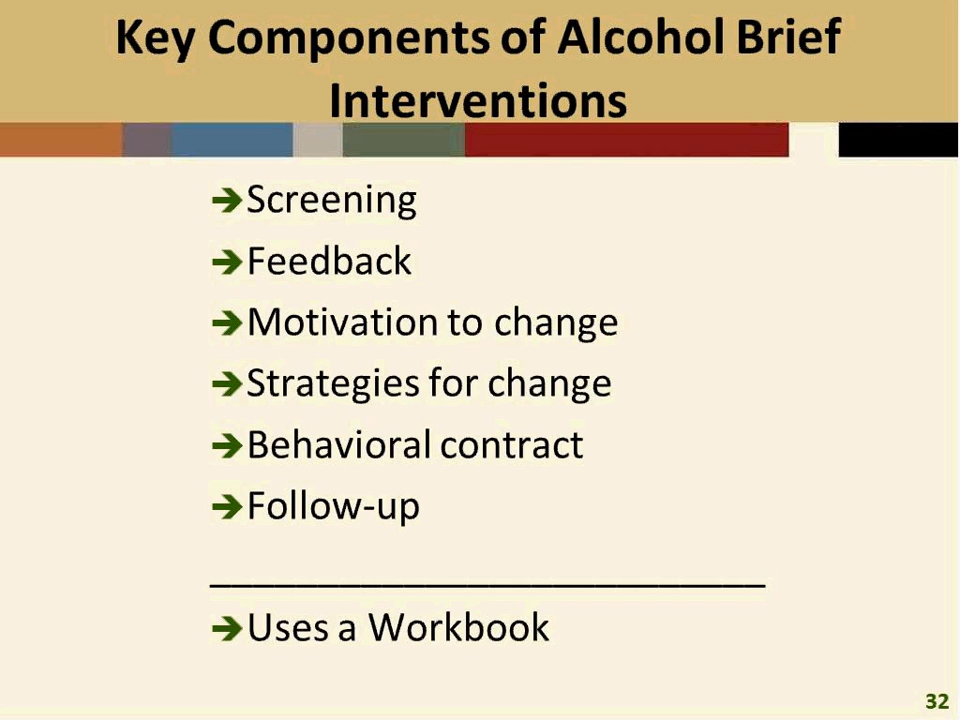 Key Components of Alcohol Brief
Interventions
➔Screening
➔Feedback
➔Motivation to change
➔Strategies for change
➔Behavioral contract
➔Follow-up
__________________________
➔Uses a Workbook
32